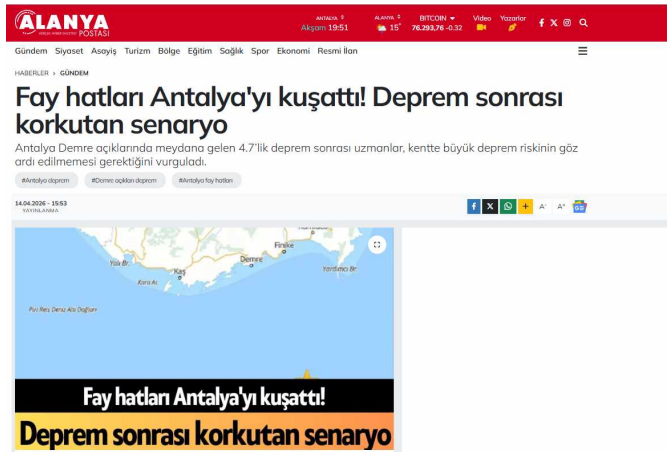 ALANYA
POSTASI
ANTALYA
Akşam 19:51
ALANYA
15°
BITCOIN
76.293,76 -0.32
Video
Yazarlar
Gündem Siyaset Asayiş Turizm Bölge Eğitim Sağlık Spor Ekonomi Resmi İlan
HABERLER › GÜNDEM
Fay hatları Antalya'yı kuşattı! Deprem sonrası
korkutan senaryo
Antalya Demre açıklarında meydana gelen 4.7'lik deprem sonrası uzmanlar, kentte büyük deprem riskinin göz
ardı edilmemesi gerektiğini vurguladı.
#Antalya deprem #Demre açıkları deprem #Antalya fay hatları
14.04.2026 - 15:53
YAYINLANMA
A- A+
Finike
Demre
Yalı Br.
Kaş
Yardımcı Br.
Kara Ad.
Piri Reis Deniz Altı Dağları
Fay hatları Antalya'yı kuşattı!
Deprem sonrası korkutan senaryo